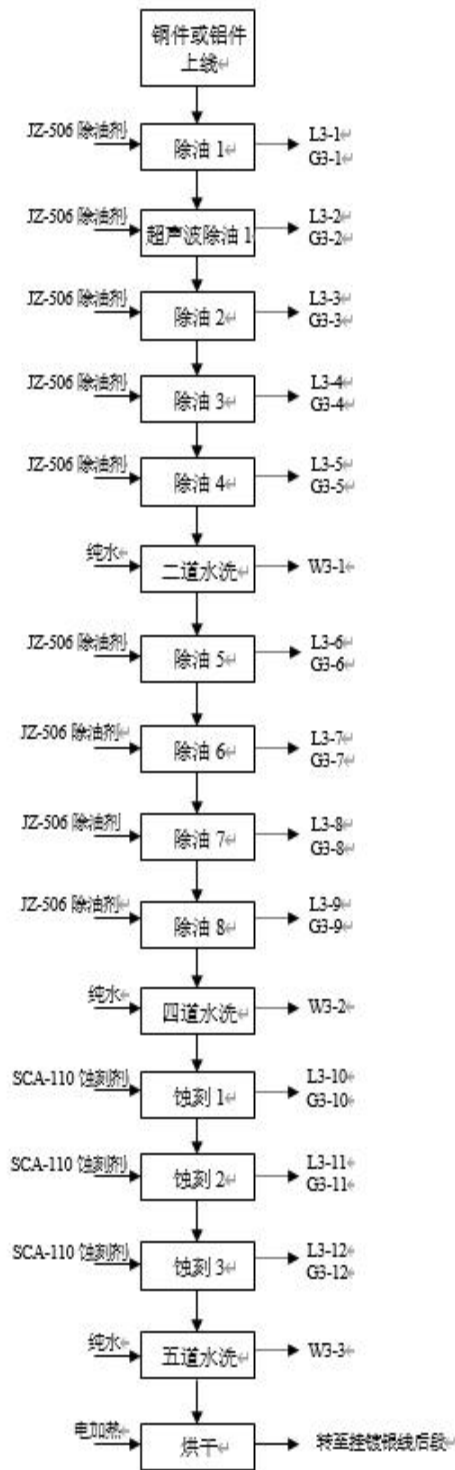 铜件或铝件
上线
JZ-506 除油剂
除油 1
L3-1
G3-1
JZ-506 除油剂
超声波除油 1
L3-2
G3-2
JZ-506 除油剂
除油 2
L3-3
G3-3
JZ-506 除油剂
除油 3
L3-4
G3-4
JZ-506 除油剂
除油 4
L3-5
G3-5
纯水
二道水洗
W3-1
JZ-506 除油剂
除油 5
L3-6
G3-6
JZ-506 除油剂
除油 6
L3-7
G3-7
JZ-506 除油剂
除油 7
L3-8
G3-8
JZ-506 除油剂
除油 8
L3-9
G3-9
纯水
四道水洗
W3-2
SCA-110 蚀刻剂
蚀刻 1
L3-10
G3-10
SCA-110 蚀刻剂
蚀刻 2
L3-11
G3-11
SCA-110 蚀刻剂
蚀刻 3
L3-12
G3-12
纯水
五道水洗
W3-3
电加热
烘干
转至挂镀银线后段